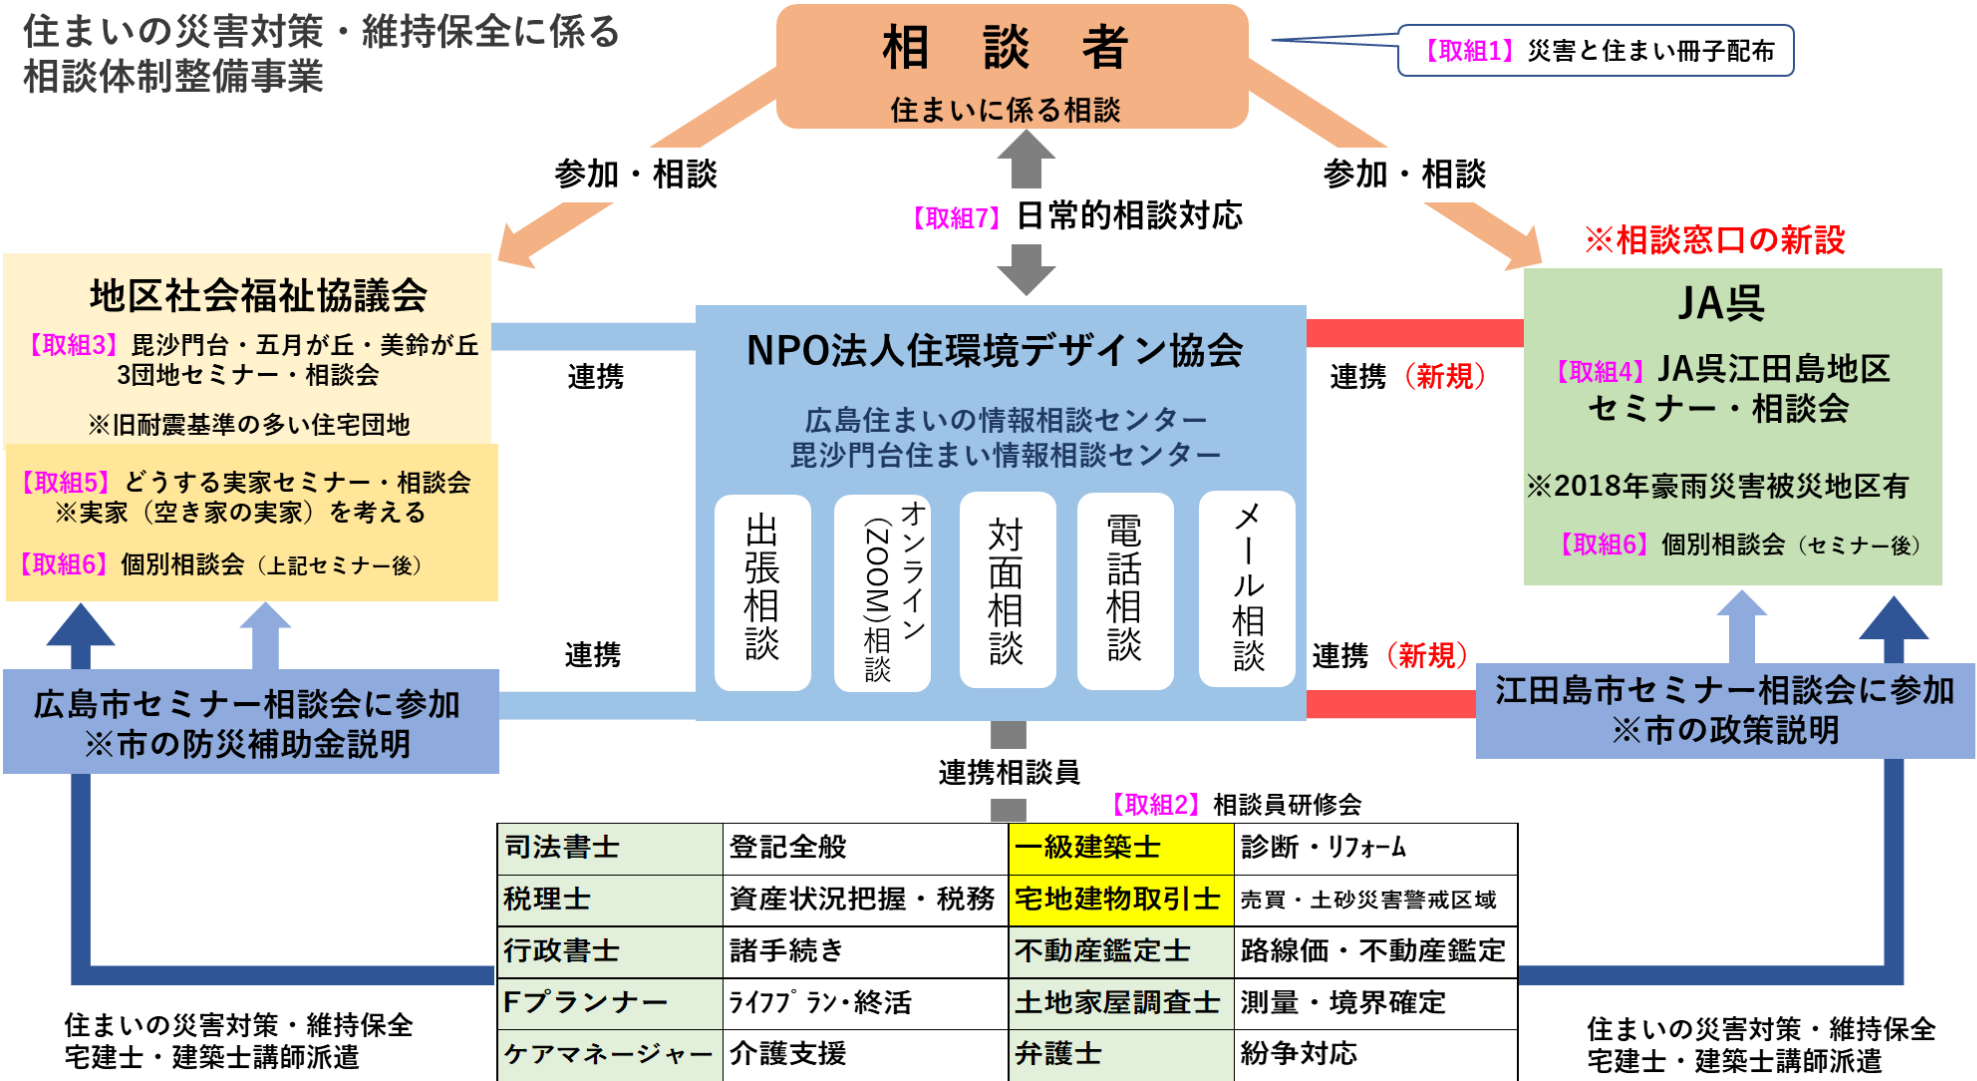 住まいの災害対策・維持保全に係る
相談体制整備事業
相 談 者
住まいに係る相談
【取組1】災害と住まい冊子配布
参加・相談
参加・相談
【取組7】日常的相談対応
※相談窓口の新設
地区社会福祉協議会
【取組3】毘沙門台・五月が丘・美鈴が丘
3団地セミナー・相談会
※旧耐震基準の多い住宅団地
【取組5】どうする実家セミナー・相談会
※実家（空き家の実家）を考える
【取組6】個別相談会（上記セミナー後）
連携
連携
NPO法人住環境デザイン協会
広島住まいの情報相談センター
毘沙門台住まい情報相談センター
出張相談
オンライン
(ZOOM)相談
対面相談
電話相談
メール相談
連携（新規）
連携（新規）
JA呉
【取組4】JA呉江田島地区
セミナー・相談会
※2018年豪雨災害被災地区有
【取組6】個別相談会（セミナー後）
広島市セミナー相談会に参加
※市の防災補助金説明
江田島市セミナー相談会に参加
※市の政策説明
連携相談員
【取組2】相談員研修会
司法書士 登記全般 一級建築士 診断・ﾘﾌｫｰﾑ
税理士 資産状況把握・税務 宅地建物取引士 売買・土砂災害警戒区域
行政書士 諸手続き 不動産鑑定士 路線価・不動産鑑定
Fプランナー ﾗｲﾌﾌﾟﾗﾝ・終活 土地家屋調査士 測量・境界確定
ケアマネージャー 介護支援 弁護士 紛争対応
住まいの災害対策・維持保全
宅建士・建築士講師派遣
住まいの災害対策・維持保全
宅建士・建築士講師派遣